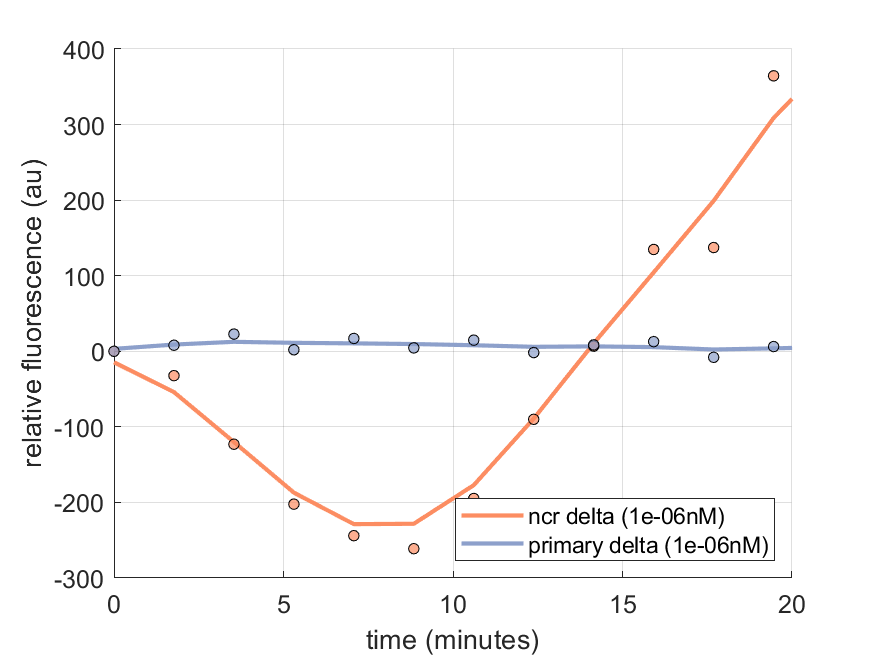 400
300
200
100
0
-100
-200
-300
relative fluorescence (au)
0 5 10 15 20
time (minutes)
ncr delta (1e-06nM)
primary delta (1e-06nM)